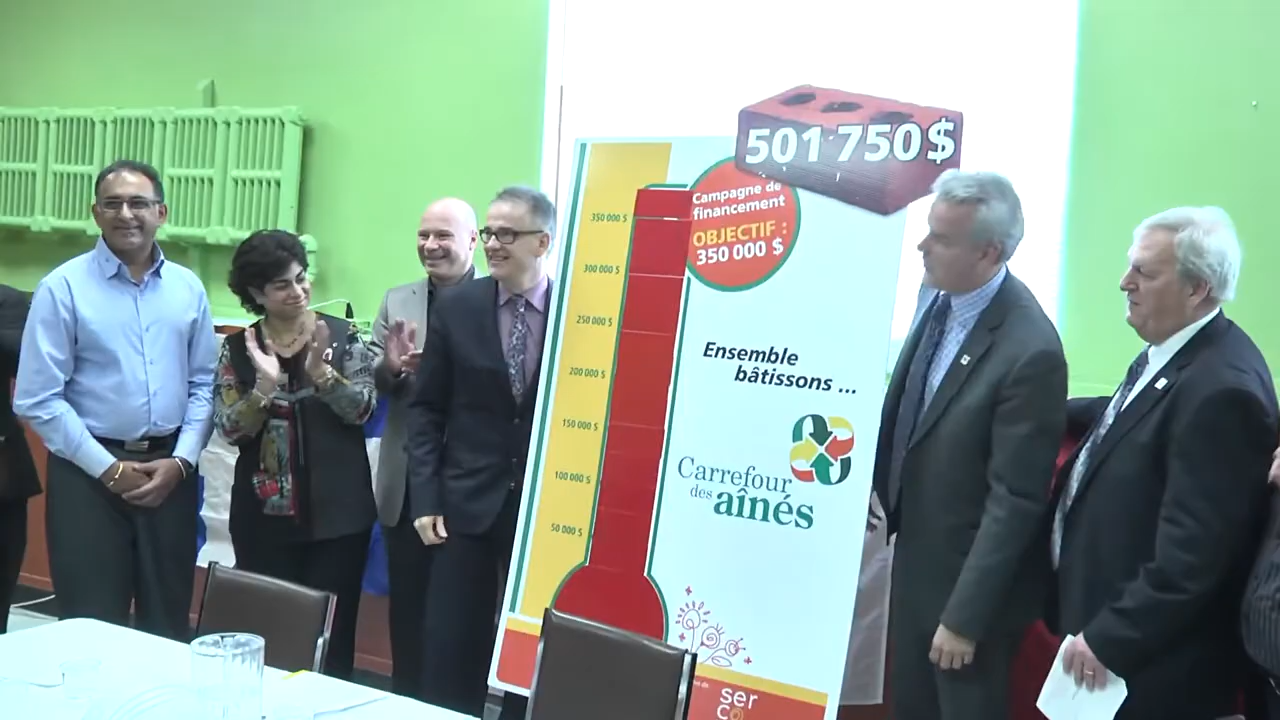 501 750 $
Campagne de
financement
OBJECTIF :
350 000 $
350 000 $
300 000 $
250 000 $
200 000 $
150 000 $
100 000 $
50 000 $
Ensemble
bâtissons ...
Carrefour
des aînés
ser